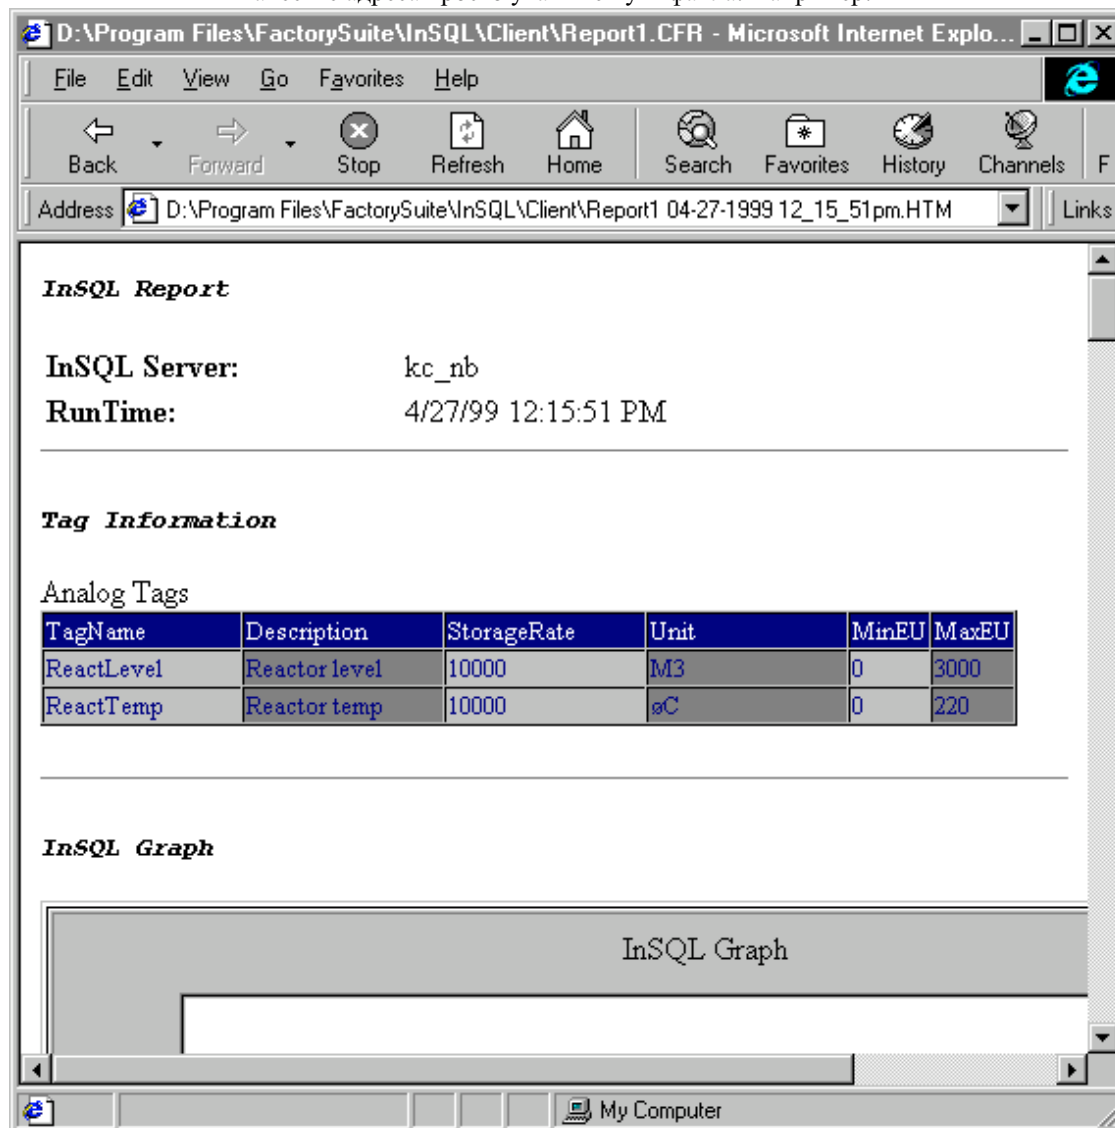 D:\Program Files\FactorySuite\InSQL\Client\Report1.CFR - Microsoft Internet Explo...
File Edit View Go Favorites Help
Back Forward Stop Refresh Home Search Favorites History Channels F
Address D:\Program Files\FactorySuite\InSQL\Client\Report1 04-27-1999 12_15_51pm.HTM Links
InSQL Report
InSQL Server: kc_nb
RunTime: 4/27/99 12:15:51 PM
Tag Information
Analog Tags
TagName Description StorageRate Unit MinEU MaxEU
ReactLevel Reactor level 10000 M3 0 3000
ReactTemp Reactor temp 10000 øC 0 220
InSQL Graph
InSQL Graph
My Computer